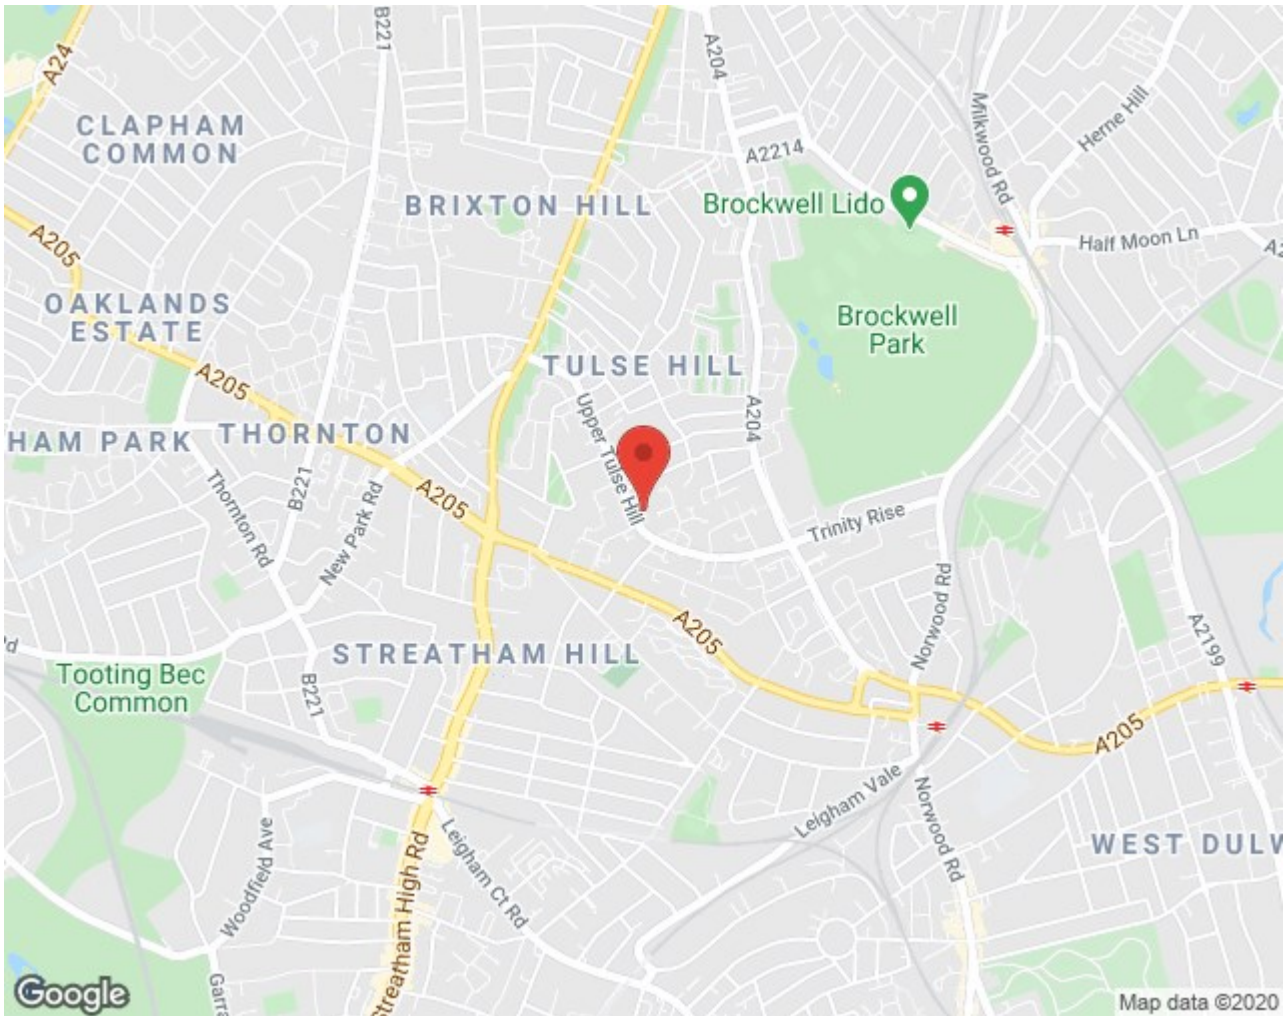 B221
A204
A24
CLAPHAM
COMMON
Milkwood Rd
Herne Hill
A2214
BRIXTON HILL
Brockwell Lido
A205
Half Moon Ln
OAKLANDS
ESTATE
Brockwell
Park
TULSE HILL
A205
A204
Upper Tulse Hill
HAM PARK
THORNTON
B221
A205
Thornton Rd
New Park Rd
Trinity Rise
Norwood Rd
A205
A2199
STREATHAM HILL
Tooting Bec
Common
B221
A205
Leigham Vale
Norwood Rd
WEST DULW
Woodfield Ave
Leigham Ct Rd
Streatham High Rd
Garra
Google
Map data ©2020